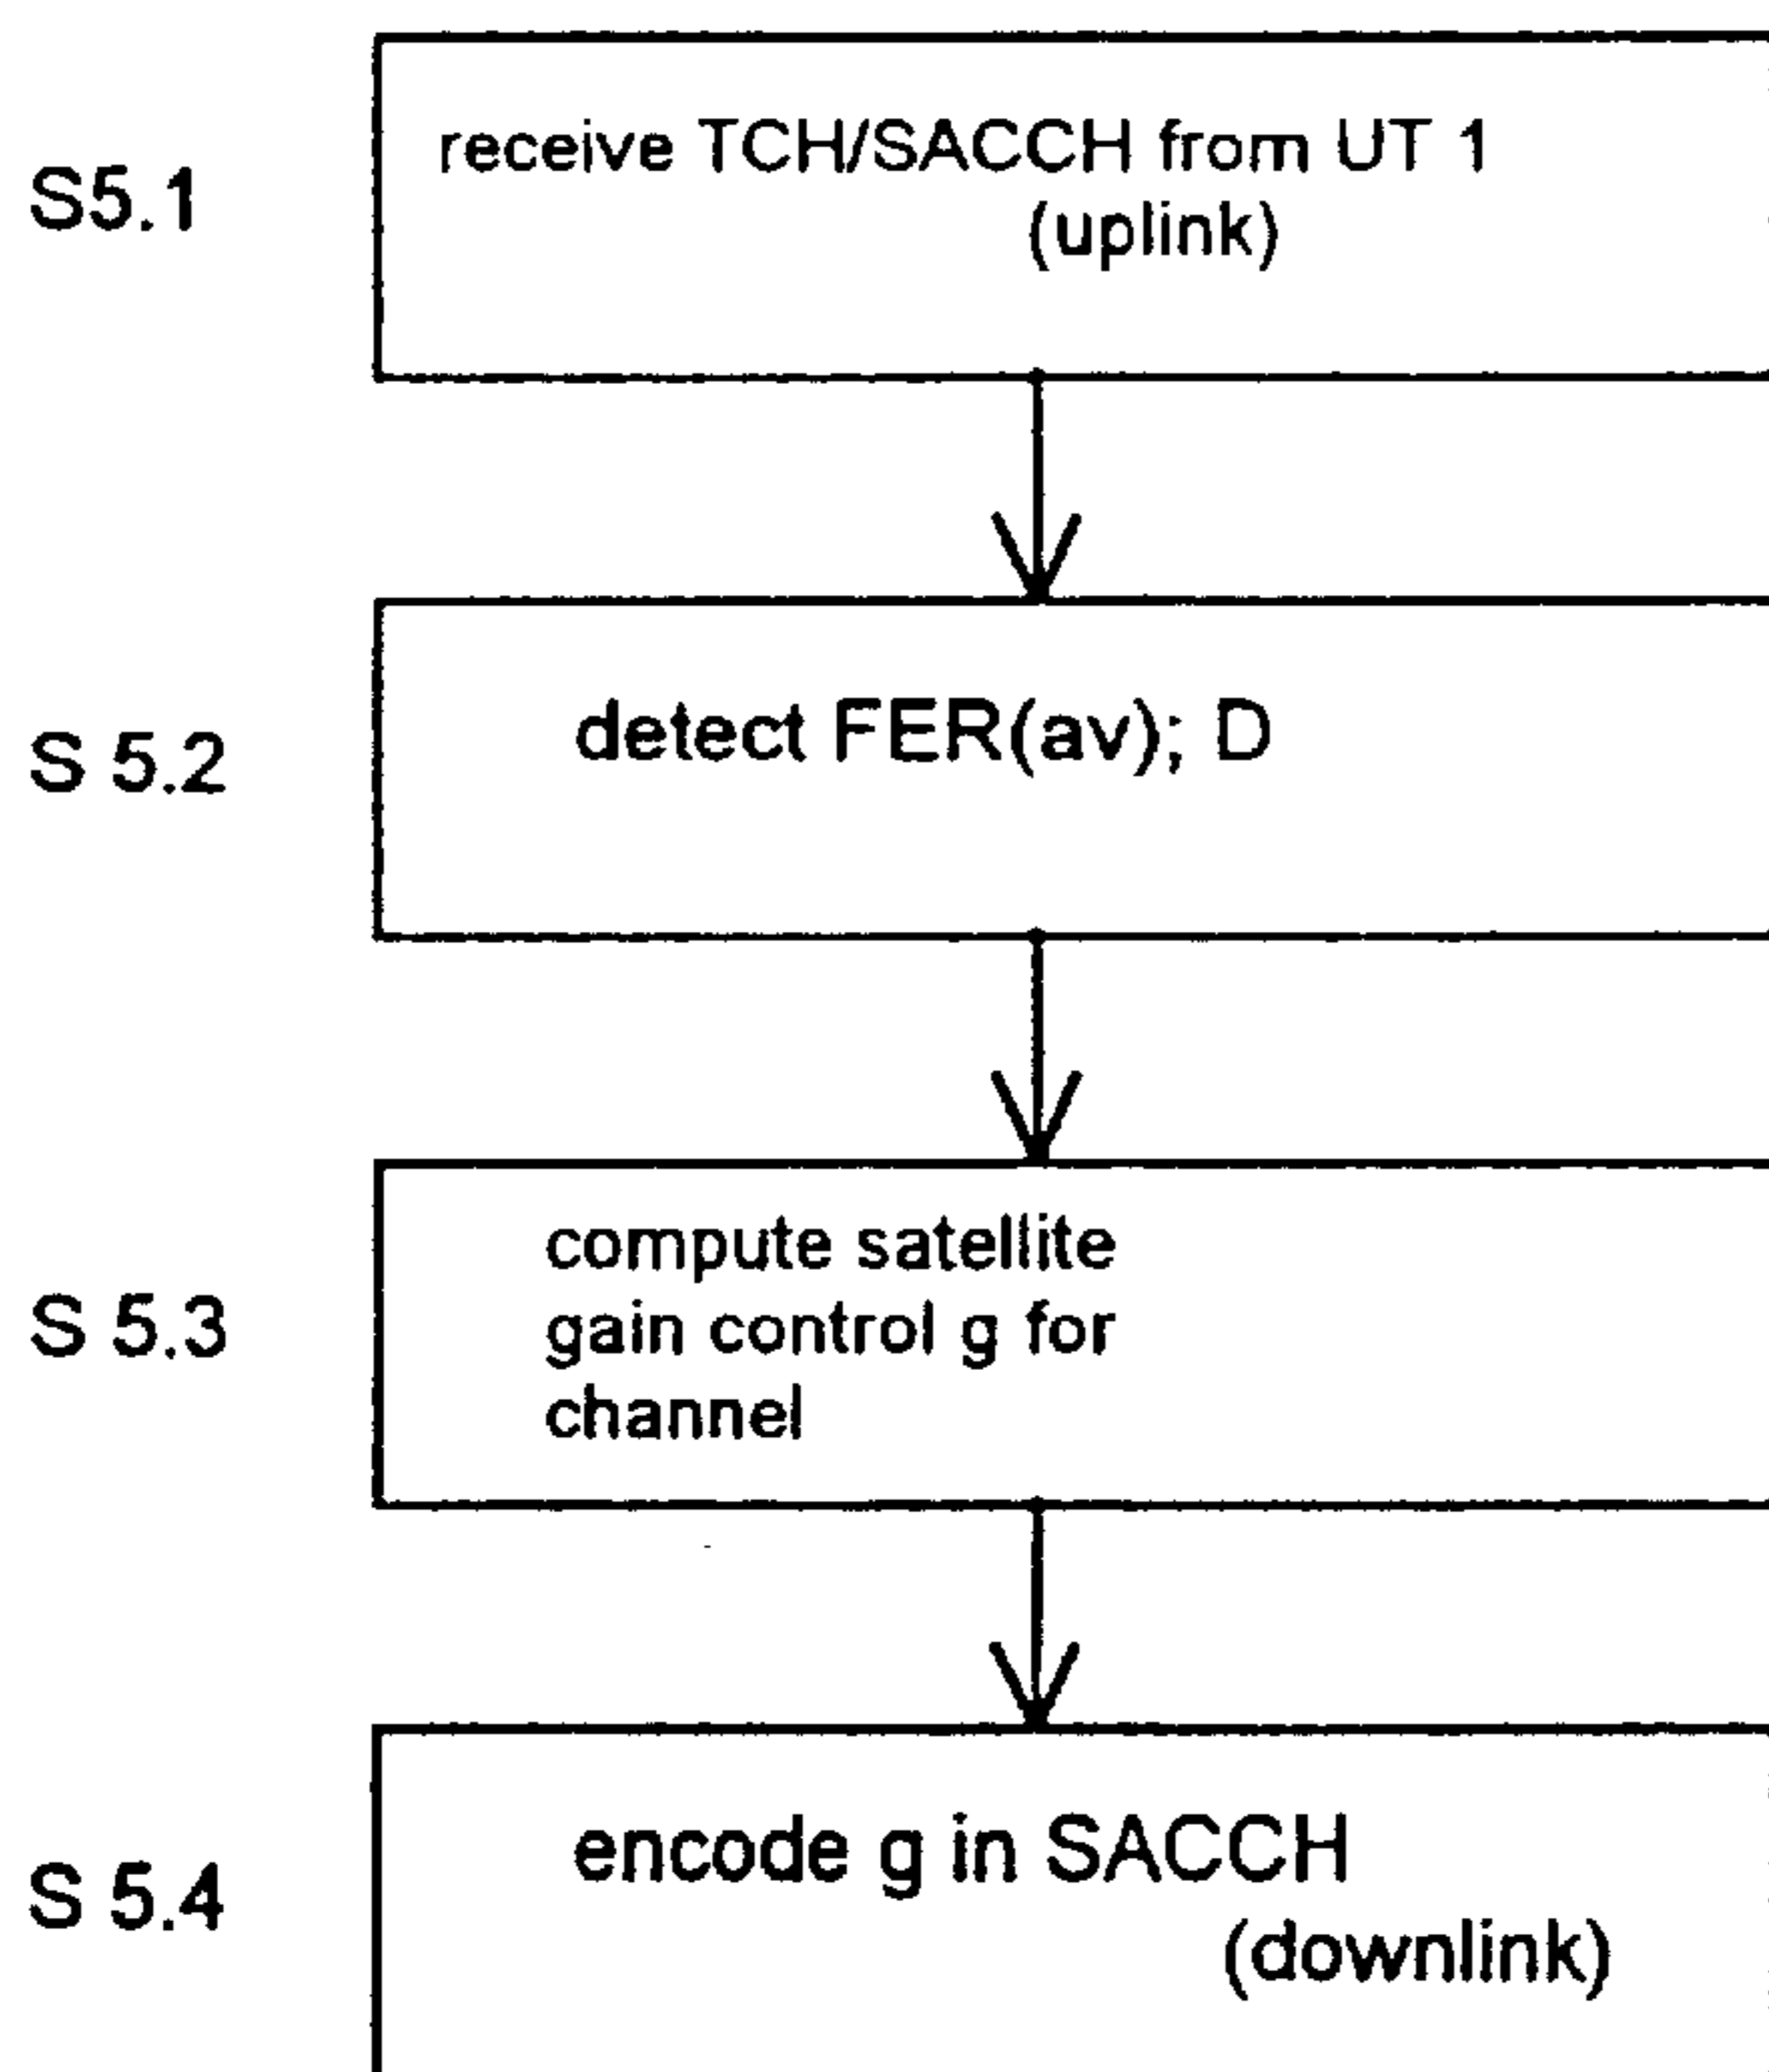 S5.1
receive TCH/SACCH from UT 1
(uplink)
S 5.2
detect FER(av); D
S 5.3
compute satellite
gain control g for
channel
S 5.4
encode g in SACCH
(downlink)